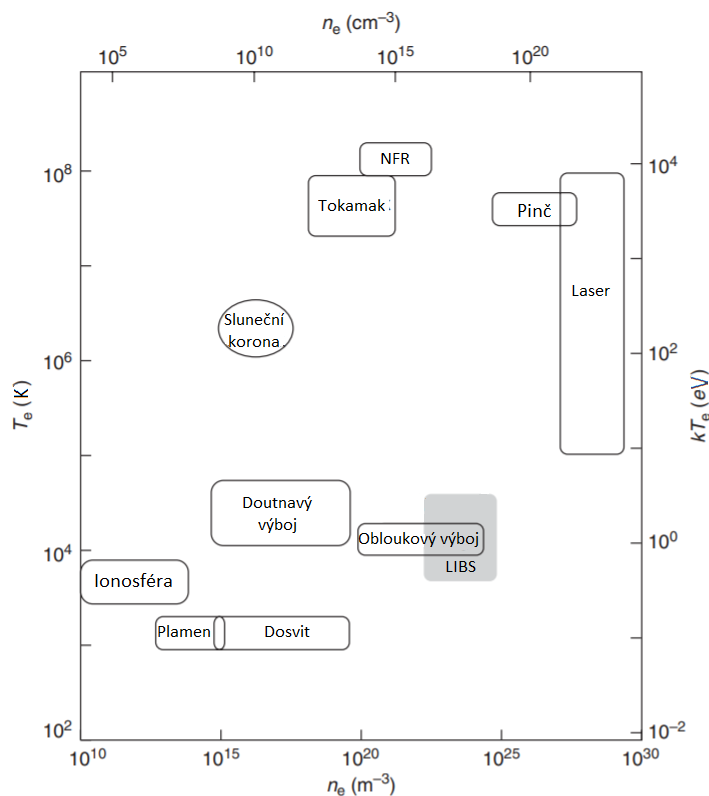 nₑ (cm⁻³)
10⁵ 10¹⁰ 10¹⁵ 10²⁰
NFR
10⁸
10⁴
Tokamak
Pinč
Laser
Sluneční
korona
10⁶
10²
Tₑ (K)
kTₑ (eV)
Doutnavý
výboj
Obloukový výboj
10⁴
10⁰
LIBS
Ionosféra
Plamen
Dosvit
10²
10⁻²
10¹⁰ 10¹⁵ 10²⁰ 10²⁵ 10³⁰
nₑ (m⁻³)